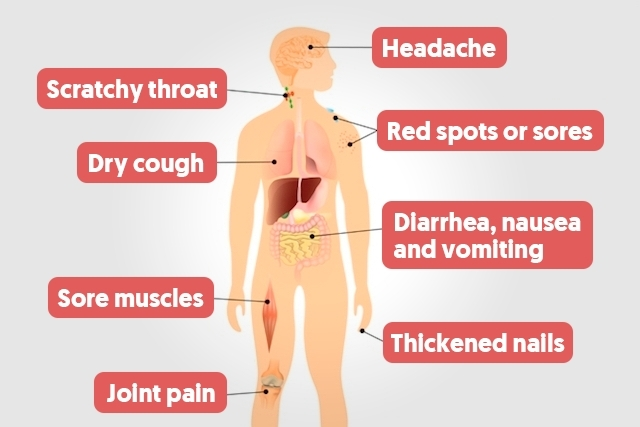 Headache
Scratchy throat
Red spots or sores
Dry cough
Diarrhea, nausea
and vomiting
Sore muscles
Thickened nails
Joint pain